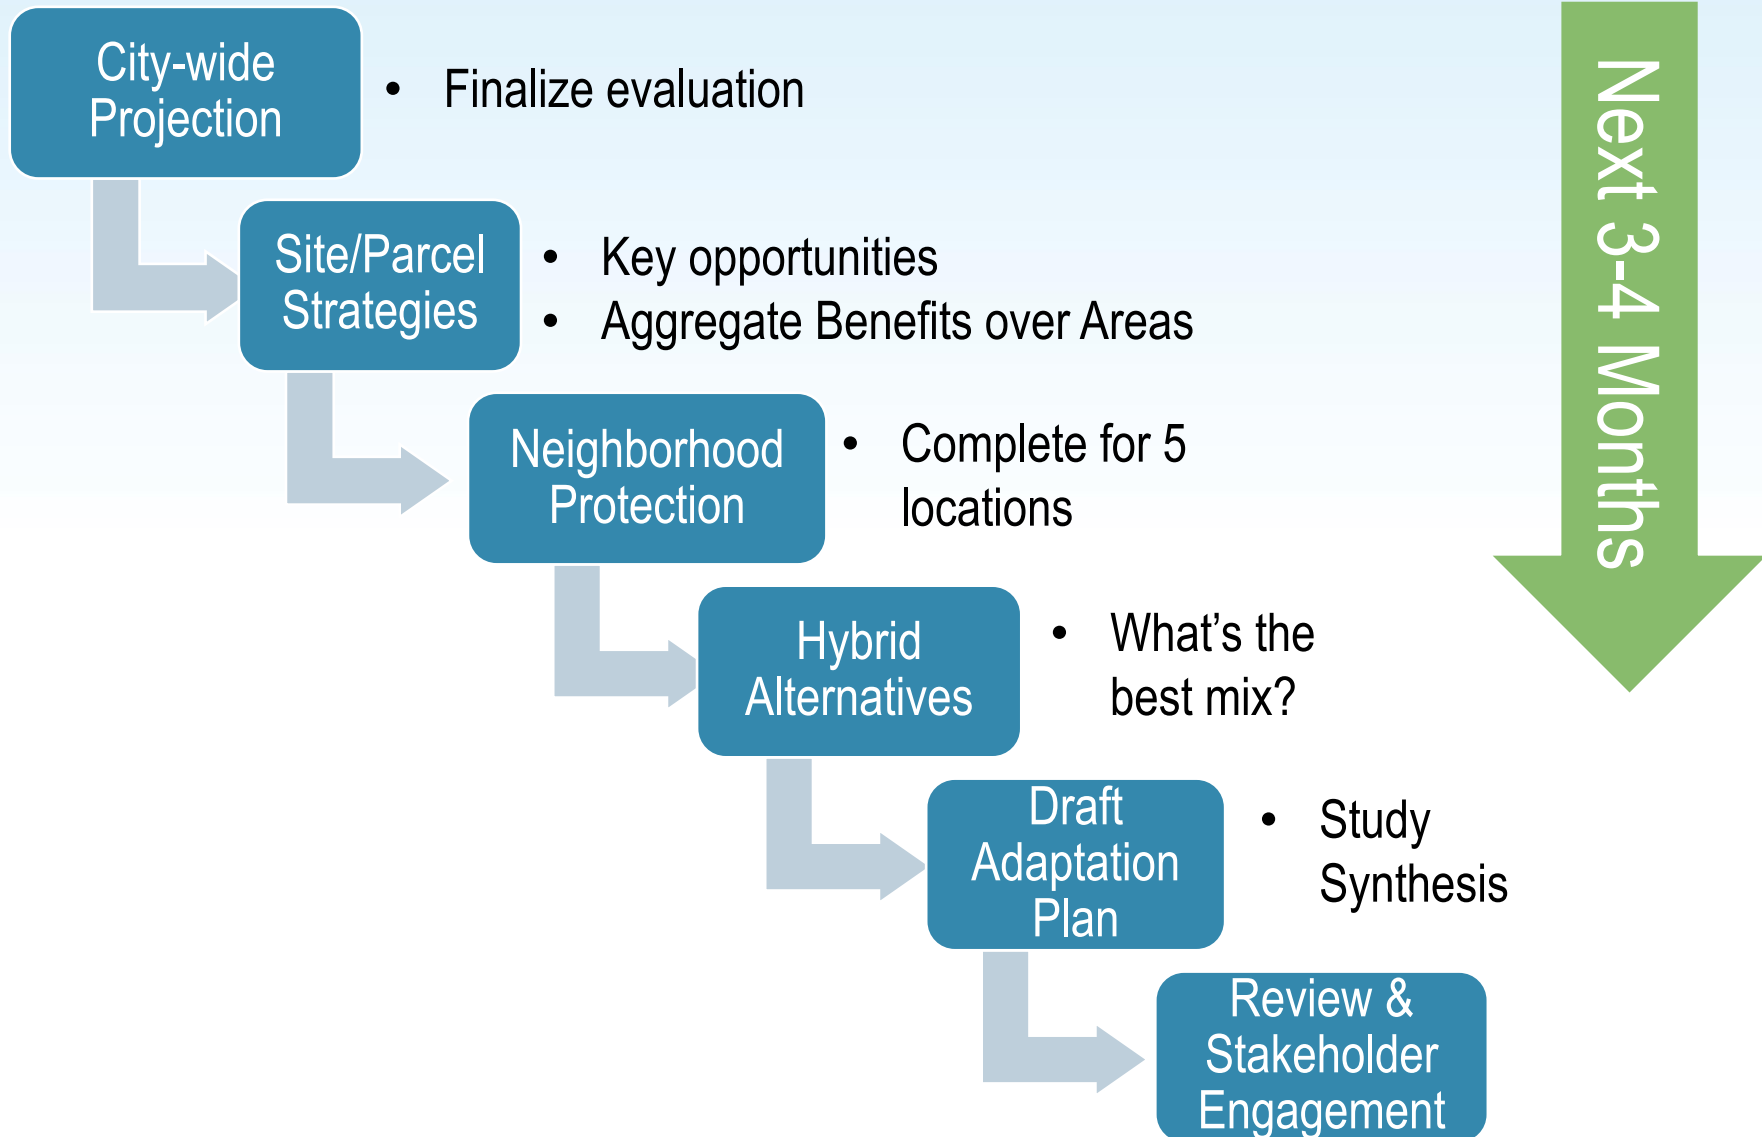 City-wide
Projection
• Finalize evaluation
Site/Parcel
Strategies
• Key opportunities
• Aggregate Benefits over Areas
Neighborhood
Protection
• Complete for 5
locations
Hybrid
Alternatives
• What’s the
best mix?
Draft
Adaptation
Plan
• Study
Synthesis
Review &
Stakeholder
Engagement
Next 3-4 Months